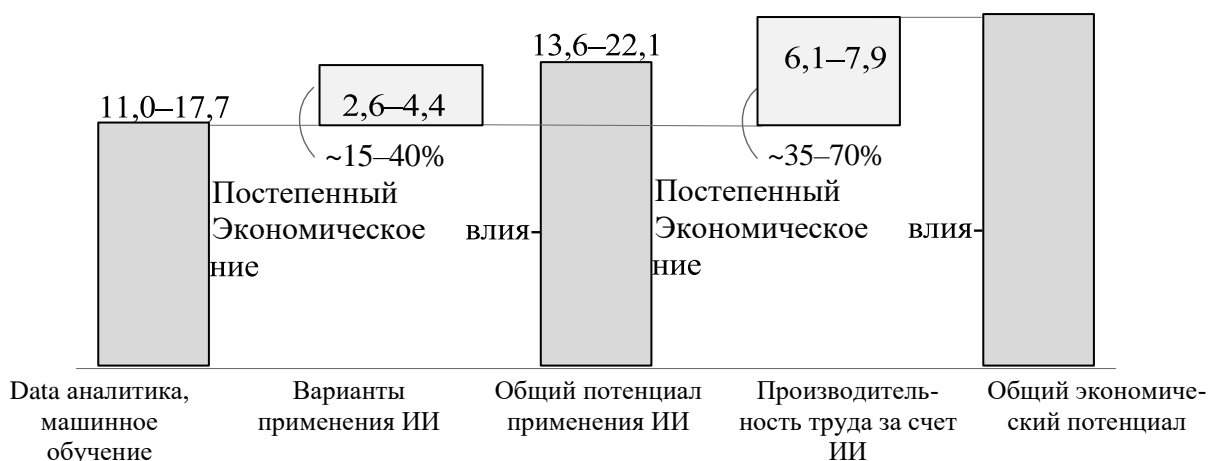 11,0–17,7
2,6–4,4
~15–40%
13,6–22,1
6,1–7,9
~35–70%
Постепенный
Экономическое влия-
ние
Постепенный
Экономическое влия-
ние
Data аналитика,
машинное
обучение
Варианты
применения ИИ
Общий потенциал
применения ИИ
Производитель-
ность труда за счет
ИИ
Общий экономиче-
ский потенциал